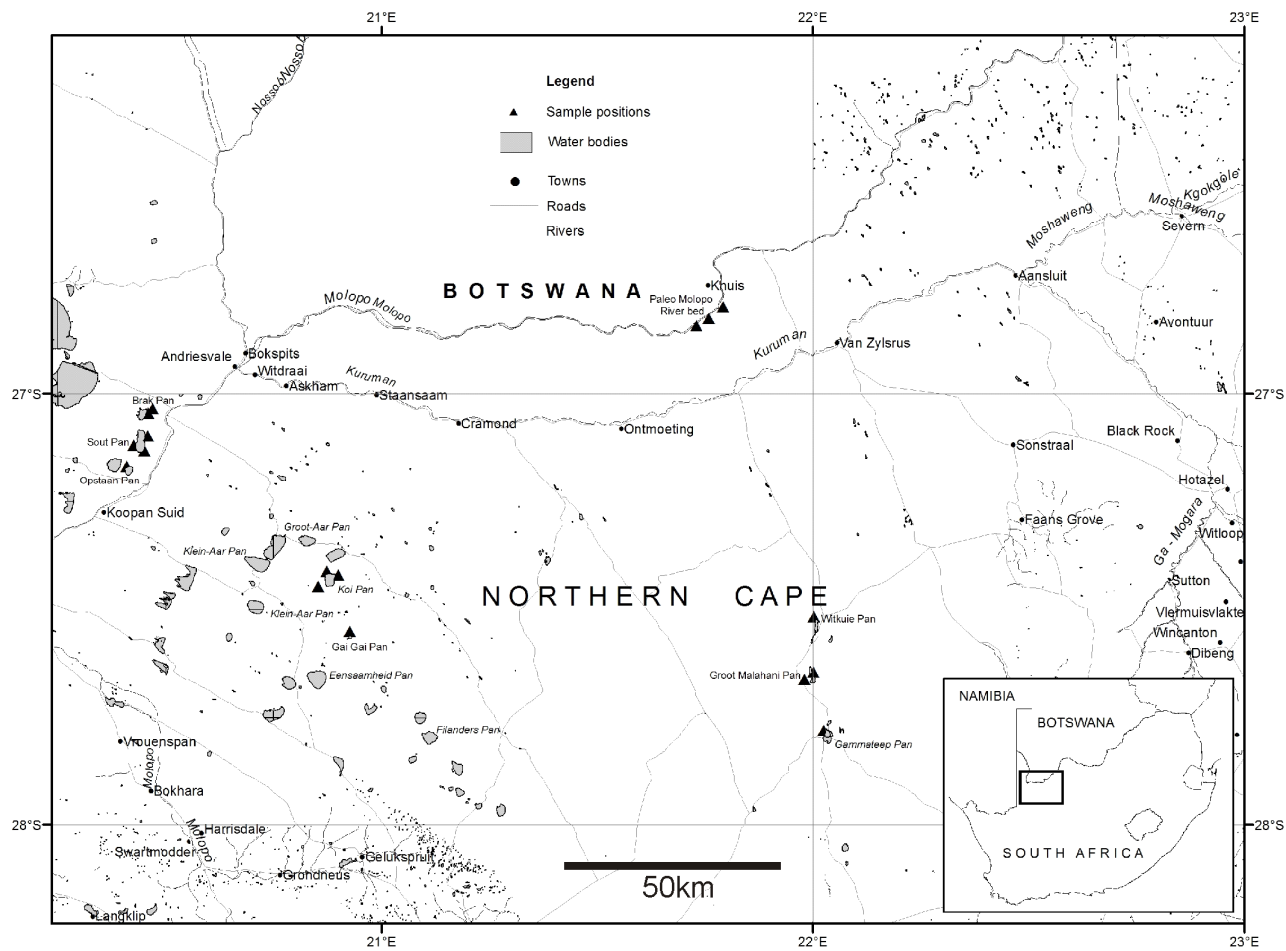 21°E
22°E
23°E
Nossob
Nossob
Legend
Sample positions
Water bodies
Towns
Roads
Rivers
Kgokgole
Moshaweng
Moshaweng
Severn
BOTSWANA
Khuis
Aansluit
Molopo
Molopo
Paleo Molopo
River bed
Avontuur
Kuruman
Van Zylsrus
Andriesvale
Bokspits
Witdraai
Kuruman
Askham
27°S
Staansaam
27°S
Brak Pan
Cramond
Ontmoeting
Black Rock
Sout Pan
Sonstraal
Opstaan Pan
Hotazel
Koopan Suid
Groot-Aar Pan
Faans Grove
Ga - Mogara
Witloop
Klein-Aar Pan
Koi Pan
NORTHERN CAPE
Sutton
Klein-Aar Pan
Witkuie Pan
Vlermuisvlakte
Gai Gai Pan
Wincanton
Dibeng
Eensaamheid Pan
Groot Malahani Pan
NAMIBIA
BOTSWANA
Filanders Pan
Vrouenspan
Gammateep Pan
Molopo
Bokhara
28°S
Harrisdale
Molopo
28°S
Swartmodder
Gelukspruit
SOUTH AFRICA
Grondneus
50km
Langklip
21°E
22°E
23°E